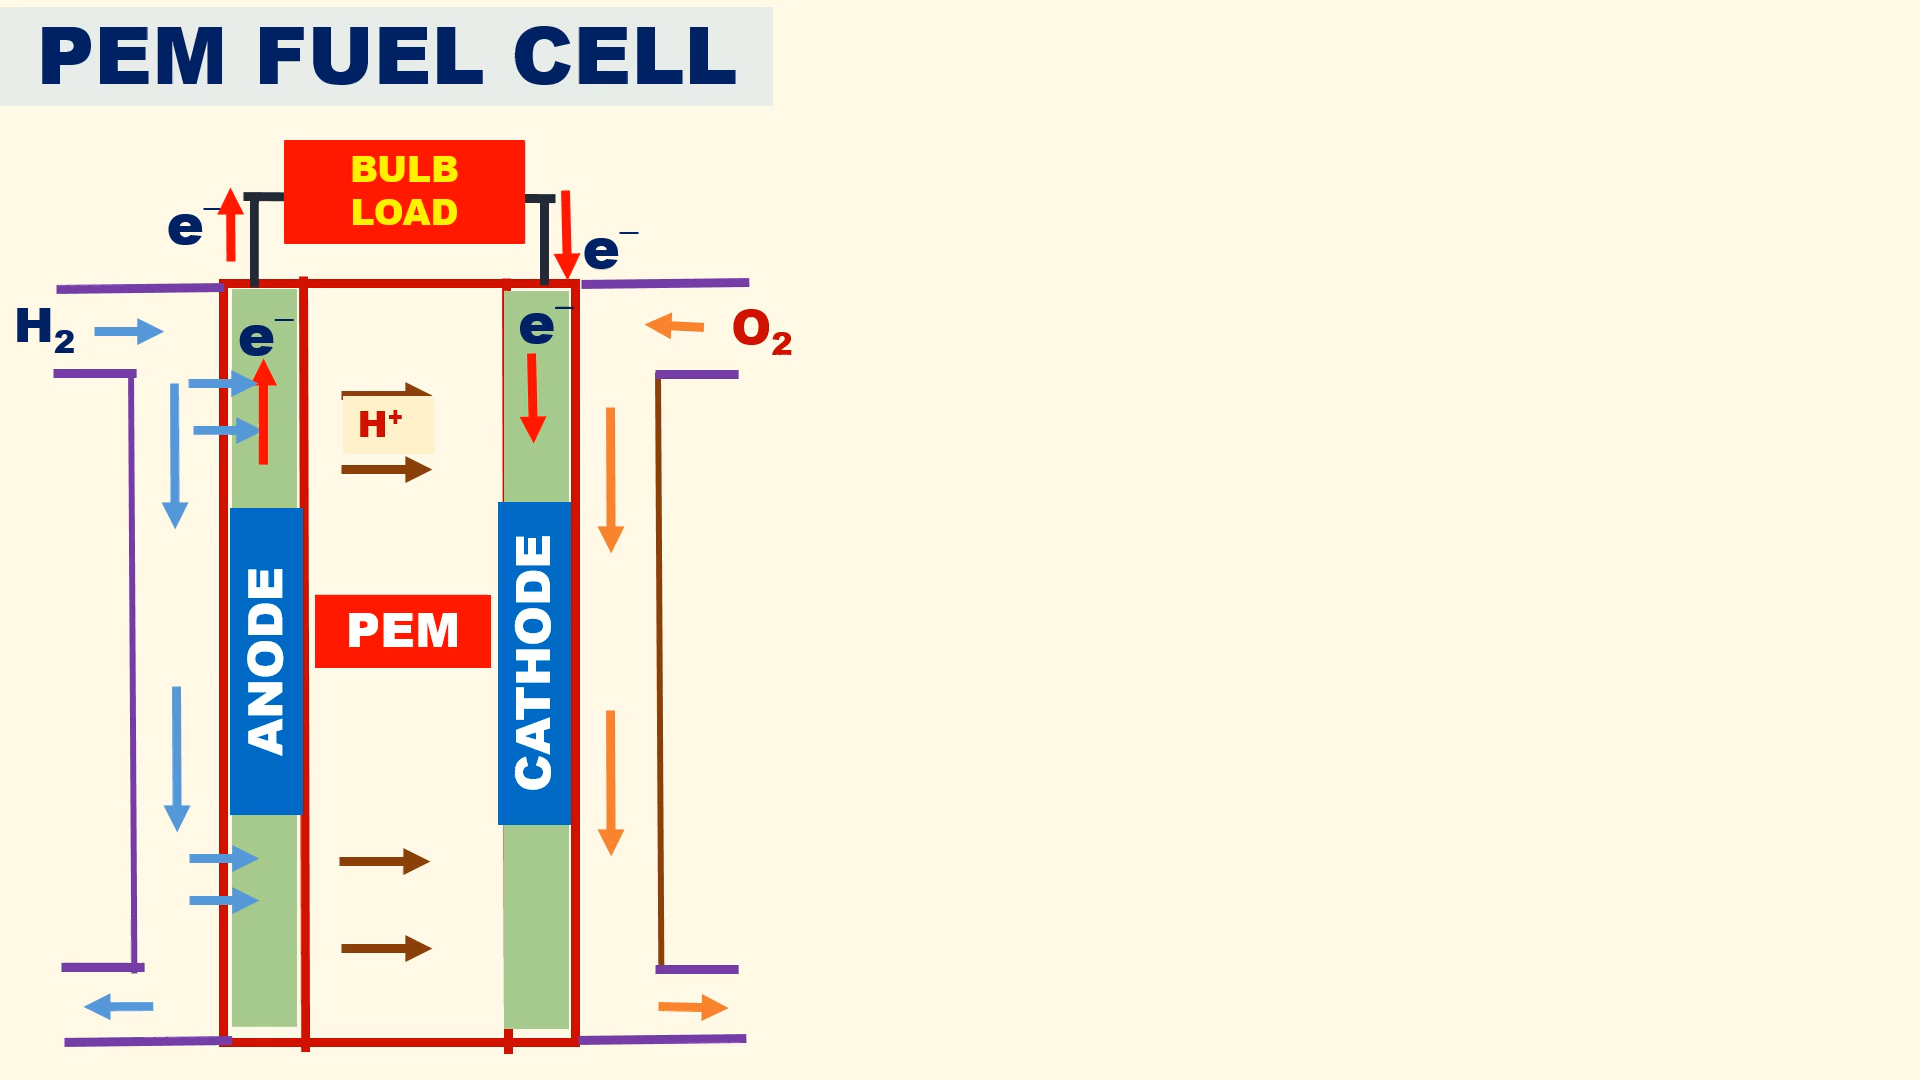 PEM FUEL CELL
BULB
LOAD
e⁻
e⁻
H₂
e⁻
e⁻
O₂
H⁺
ANODE
PEM
CATHODE